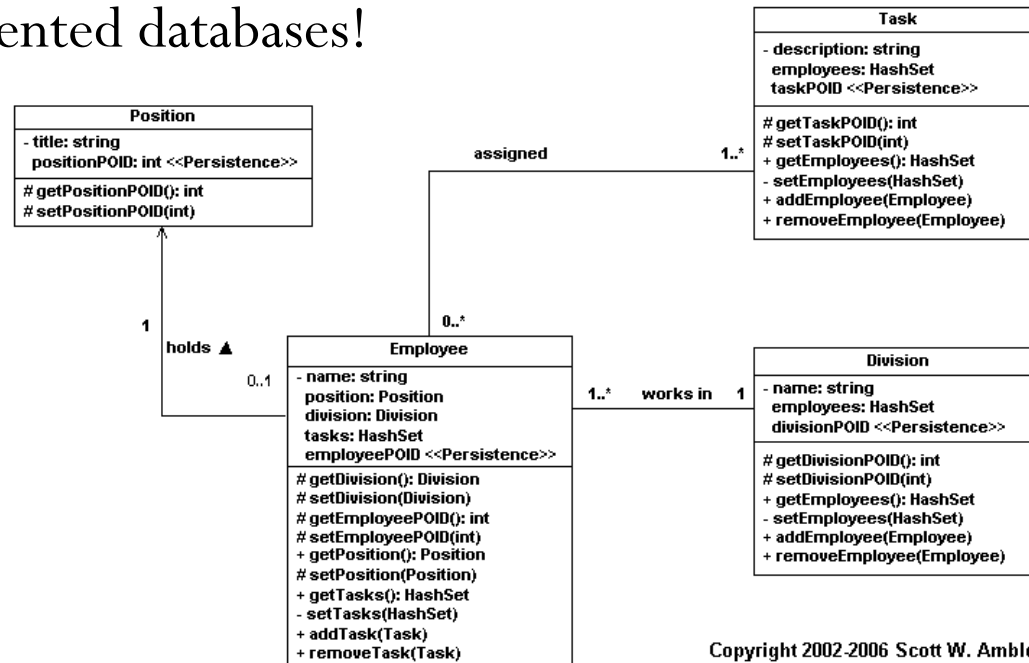 ented databases!
Task
- description: string
employees: HashSet
taskPOID <<Persistence>>
# getTaskPOID(): int
# setTaskPOID(int)
+ getEmployees(): HashSet
- setEmployees(HashSet)
+ addEmployee(Employee)
+ removeEmployee(Employee)
Position
- title: string
positionPOID: int <<Persistence>>
# getPositionPOID(): int
# setPositionPOID(int)
assigned
1..*
0..*
1
holds ▲
0..1
Employee
- name: string
position: Position
division: Division
tasks: HashSet
employeePOID <<Persistence>>
# getDivision(): Division
# setDivision(Division)
# getEmployeePOID(): int
# setEmployeePOID(int)
+ getPosition(): Position
# setPosition(Position)
+ getTasks(): HashSet
- setTasks(HashSet)
+ addTask(Task)
+ removeTask(Task)
1..* works in 1
Division
- name: string
employees: HashSet
divisionPOID <<Persistence>>
# getDivisionPOID(): int
# setDivisionPOID(int)
+ getEmployees(): HashSet
- setEmployees(HashSet)
+ addEmployee(Employee)
+ removeEmployee(Employee)
Copyright 2002-2006 Scott W. Ambl